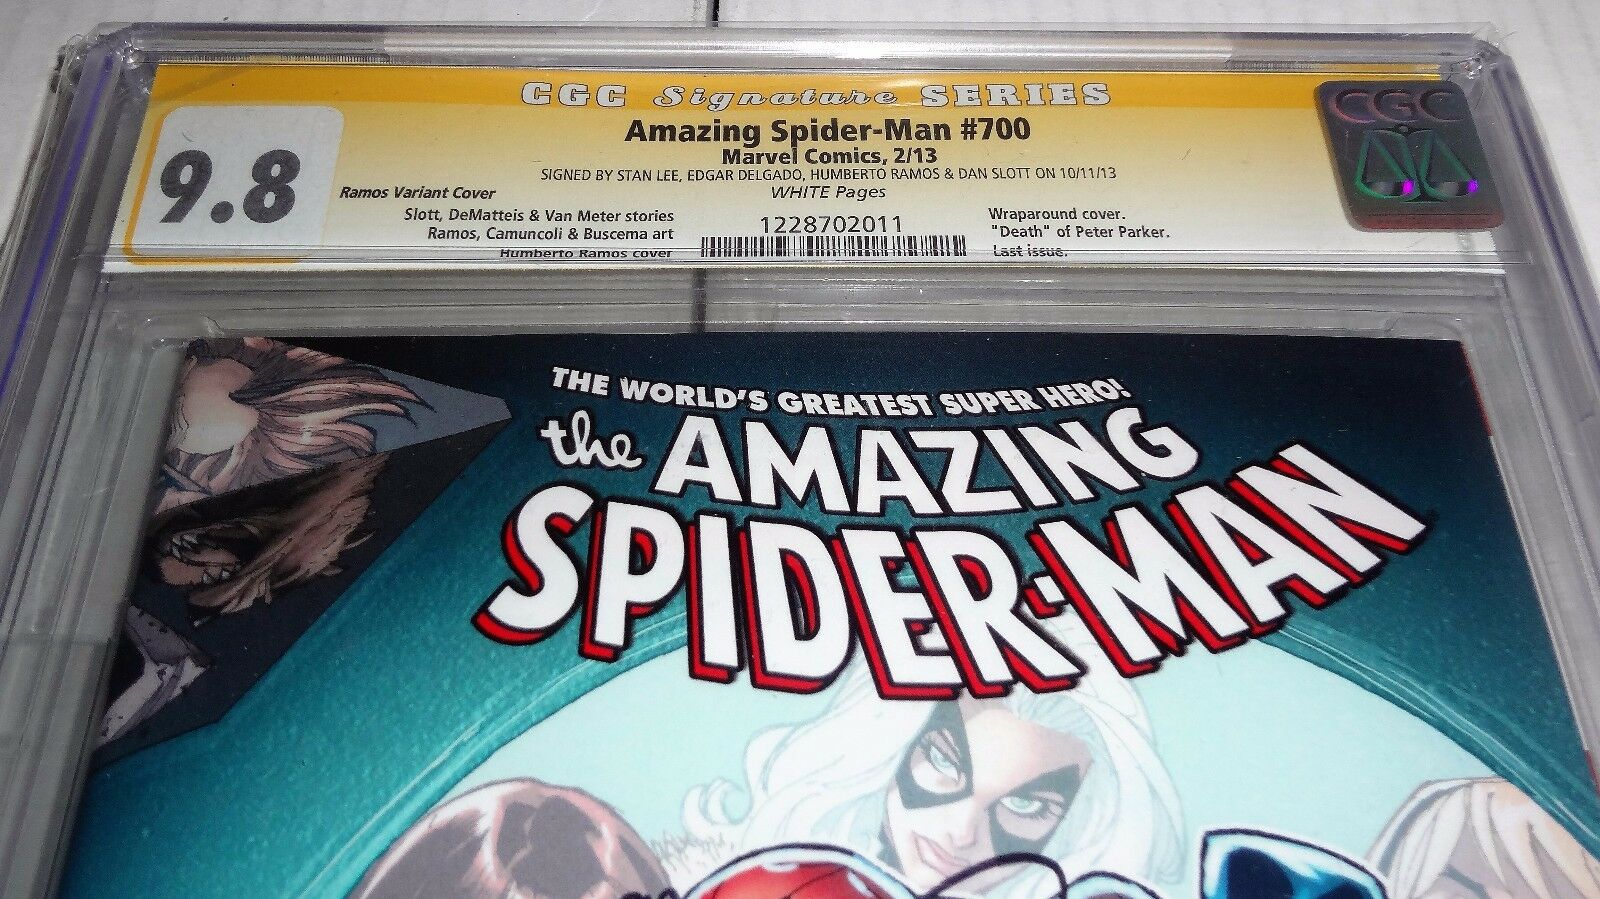 CGC Signature SERIES
Amazing Spider-Man #700
Marvel Comics, 2/13
SIGNED BY STAN LEE, EDGAR DELGADO, HUMBERTO RAMOS & DAN SLOTT ON 10/11/13
9.8
Ramos Variant Cover
WHITE Pages
Slott, DeMatteis & Van Meter stories
Ramos, Camuncoli & Buscema art
Humberto Ramos cover
1228702011
Wraparound cover.
"Death" of Peter Parker.
Last issue.
CGC
THE WORLD'S GREATEST SUPER HERO!
the AMAZING
SPIDER-MAN